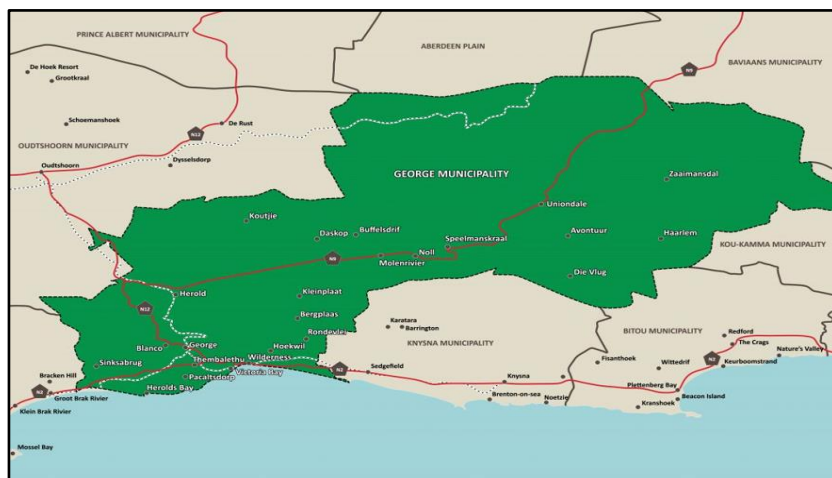 PRINCE ALBERT MUNICIPALITY
ABERDEEN PLAIN
BAVIAANS MUNICIPALITY
N9
De Hoek Resort
Grootkraal
Schoemanshoek
De Rust
N12
OUDTSHOORN MUNICIPALITY
Oudtshoorn
Dysselsdorp
GEORGE MUNICIPALITY
Zaaimansdal
Uniondale
Koutjie
Daskop
Buffelsdrif
Speelmanskraal
Avontuur
Haarlem
KOU-KAMMA MUNICIPALITY
Noll
Molenrivier
N9
Die Vlug
Herold
Kleinplaat
N12
Bergplaas
Karatara
Barrington
Rondevlei
KNYSNA MUNICIPALITY
BITOU MUNICIPALITY
Redford
The Crags
Nature's Valley
Blanco
George
Hoekwil
Wilderness
Thembalethu
Victoria Bay
N2
Sedgefield
Fisanthoek
Wittedrif
N2
Keurboomstrand
Sinksabrug
Pacaltsdorp
Bracken Hill
N2
Groot Brak Rivier
Herolds Bay
Knysna
Plettenberg Bay
Klein Brak Rivier
Brenton-on-sea
Noetzie
Kranshoek
Beacon Island
Mossel Bay